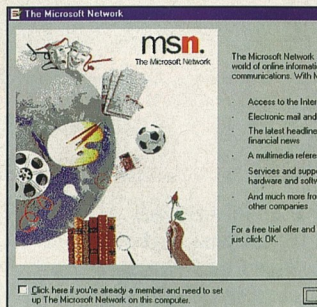 The Microsoft Network
msn.
The Microsoft Network
The Microsoft Network
world of online informati
communications. With M
· Access to the Inter
· Electronic mail and
· The latest headline
financial news
· A multimedia refere
· Services and suppo
hardware and softw
· And much more fro
other companies
For a free trial offer and
just click OK.
Click here if you're already a member and need to set
up The Microsoft Network on this computer.